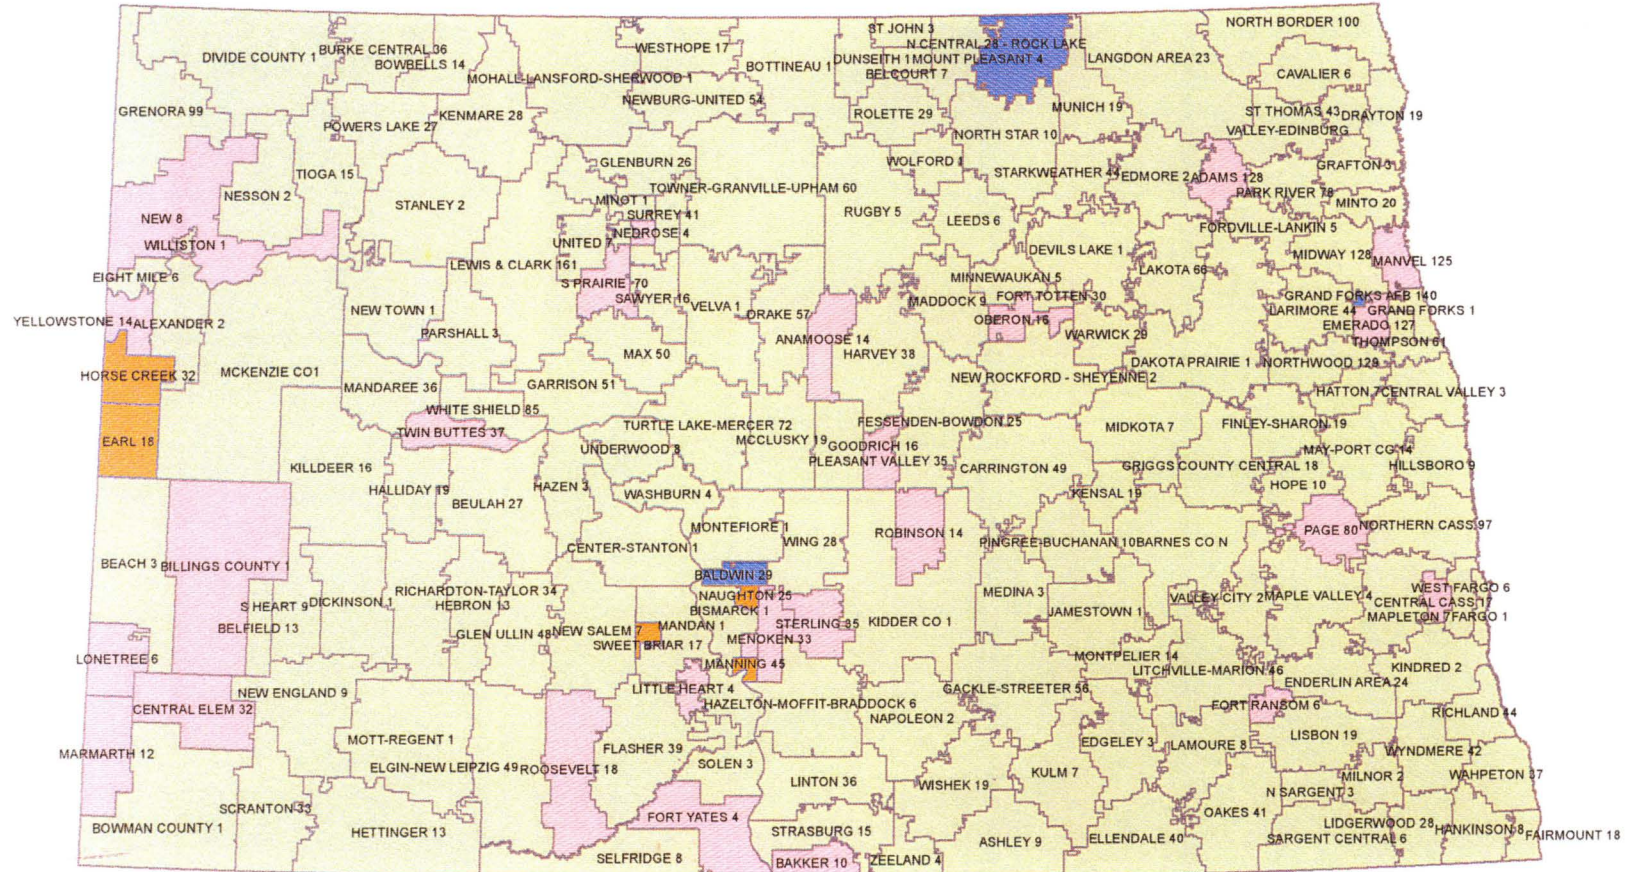 NORTH BORDER 100
ST JOHN 3
N CENTRAL 28 - ROCK LAKE
WESTHOPE 17
BURKE CENTRAL 36
DIVIDE COUNTY 1
BOWBELLS 14
BOTTINEAU 1
DUNSEITH 1
MOUNT PLEASANT 4
LANGDON AREA 23
BELCOURT 7
CAVALIER 6
MOHALL-LANSFORD-SHERWOOD 1
NEWBURG-UNITED 54
MUNICH 19
GRENORA 99
KENMARE 28
ROLETTE 29
ST THOMAS 43
DRAYTON 19
POWERS LAKE 27
NORTH STAR 10
VALLEY-EDINBURG
GLENBURN 26
WOLFORD 1
GRAFTON 3
TIOGA 15
STARKWEATHER 44
EDMORE 2
ADAMS 128
TOWNER-GRANVILLE-UPHAM 60
PARK RIVER 78
NESSON 2
MINOT 1
STANLEY 2
MINTO 20
NEW 8
SURREY 41
RUGBY 5
LEEDS 6
FORDVILLE-LANKIN 5
NEDROSE 4
WILLISTON 1
UNITED 7
DEVILS LAKE 1
MIDWAY 128
MANVEL 125
LEWIS & CLARK 161
LAKOTA 66
EIGHT MILE 6
MINNEWAUKAN 5
S PRAIRIE 70
FORT TOTTEN 30
GRAND FORKS AFB 140
SAWYER 16
VELVA 1
MADDOCK 9
NEW TOWN 1
DRAKE 57
LARIMORE 44
GRAND FORKS 1
YELLOWSTONE 14
ALEXANDER 2
OBERON 16
EMERADO 127
PARSHALL 3
WARWICK 29
ANAMOOSE 14
THOMPSON 61
MAX 50
HARVEY 38
DAKOTA PRAIRIE 1
NORTHWOOD 129
HORSE CREEK 32
MCKENZIE CO1
NEW ROCKFORD - SHEYENNE 2
MANDAREE 36
GARRISON 51
HATTON 7
CENTRAL VALLEY 3
WHITE SHIELD 85
FESSENDEN-BOWDON 25
FINLEY-SHARON 19
TWIN BUTTES 37
TURTLE LAKE-MERCER 72
MIDKOTA 7
EARL 18
MCCLUSKY 19
GOODRICH 16
UNDERWOOD 8
MAY-PORT CG 14
PLEASANT VALLEY 35
KILLDEER 16
CARRINGTON 49
GRIGGS COUNTY CENTRAL 18
HILLSBORO 9
HALLIDAY 19
HAZEN 3
HOPE 10
BEULAH 27
WASHBURN 4
KENSAL 19
MONTEFIORE 1
ROBINSON 14
PAGE 80
NORTHERN CASS 97
WING 28
PINGREE-BUCHANAN 10
BARNES CO N
CENTER-STANTON 1
BEACH 3
BILLINGS COUNTY 1
BALDWIN 29
RICHARDTON-TAYLOR 34
MEDINA 3
WEST FARGO 6
NAUGHTON 25
VALLEY CITY 2
MAPLE VALLEY 4
S HEART 9
DICKINSON 1
HEBRON 13
CENTRAL CASS 17
BISMARCK 1
JAMESTOWN 1
BELFIELD 13
MAPLETON 7
FARGO 1
GLEN ULLIN 48
NEW SALEM 7
MANDAN 1
STERLING 35
KIDDER CO 1
SWEET BRIAR 17
MENOKEN 33
LONETREE 6
MANNING 45
MONTPELIER 14
LITCHVILLE-MARION 46
KINDRED 2
ENDERLIN AREA 24
NEW ENGLAND 9
LITTLE HEART 4
GACKLE-STREETER 56
CENTRAL ELEM 32
HAZELTON-MOFFIT-BRADDOCK 6
FORT RANSOM 6
NAPOLEON 2
RICHLAND 44
MOTT-REGENT 1
EDGELEY 3
LISBON 19
MARMARTH 12
FLASHER 39
LAMOURE 8
WYNDMERE 42
SOLEN 3
ELGIN-NEW LEIPZIG 49
ROOSEVELT 18
KULM 7
MILNOR 2
WAHPETON 37
LINTON 36
WISHEK 19
N SARGENT 3
SCRANTON 33
OAKES 41
FORT YATES 4
BOWMAN COUNTY 1
LIDGERWOOD 28
HETTINGER 13
STRASBURG 15
HANKINSON 8
FAIRMOUNT 18
ELLENDALE 40
SARGENT CENTRAL 6
ASHLEY 9
SELFRIDGE 8
BAKKER 10
ZEELAND 4